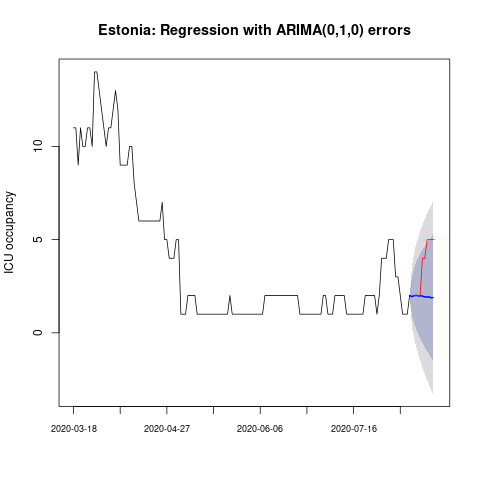 Estonia: Regression with ARIMA(0,1,0) errors
ICU occupancy
10
5
0
2020-03-18 2020-04-27 2020-06-06 2020-07-16